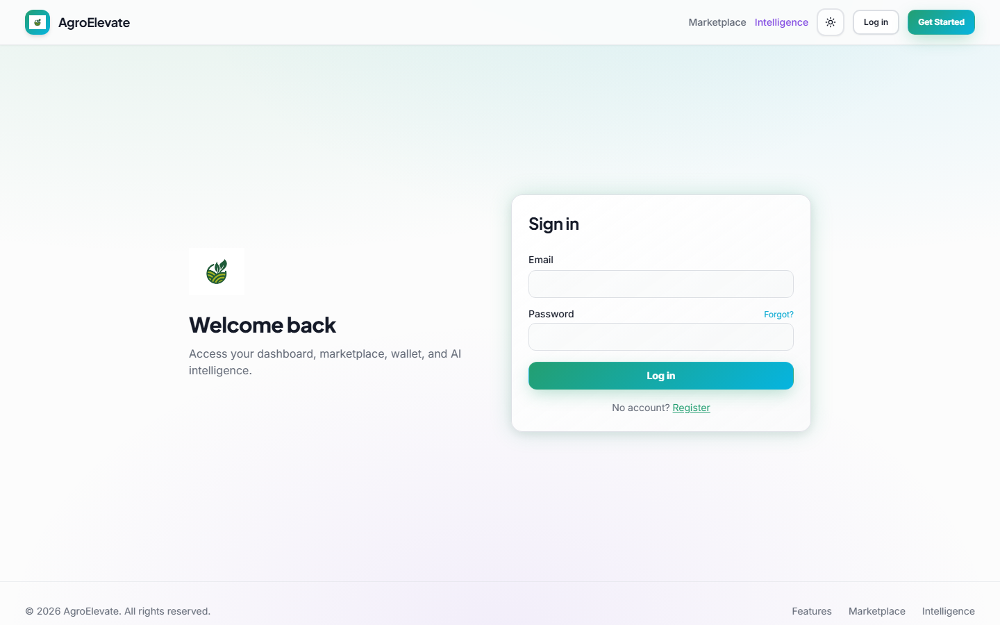 AgroElevate
Marketplace Intelligence Log in Get Started
Welcome back
Access your dashboard, marketplace, wallet, and AI
intelligence.
Sign in
Email
Password Forgot?
Log in
No account? Register
© 2026 AgroElevate. All rights reserved.
Features Marketplace Intelligence